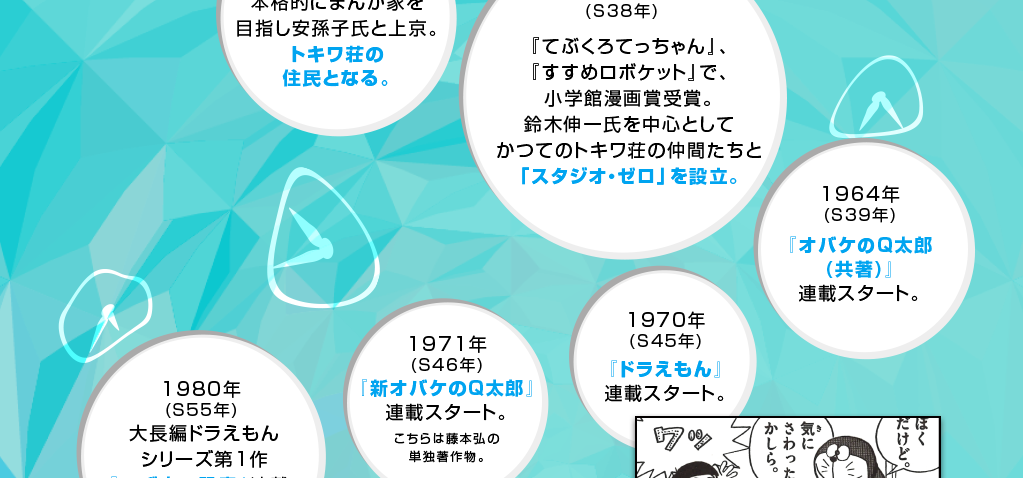 本格的にまんが家を
目指し安孫子氏と上京。
トキワ荘の
住民となる。
(S38年)
『てぶくろてっちゃん』、
『すすめロボケット』で、
小学館漫画賞受賞。
鈴木伸一氏を中心として
かつてのトキワ荘の仲間たちと
「スタジオ・ゼロ」を設立。
1964年
(S39年)
『オバケのQ太郎
(共著)』
連載スタート。
1970年
(S45年)
『ドラえもん』
連載スタート。
1971年
(S46年)
『新オバケのQ太郎』
連載スタート。
こちらは藤本弘の
単独著作物。
1980年
(S55年)
大長編ドラえもん
シリーズ第1作
ぼく
だけど。
気に
さわった
かしら。
ワッ